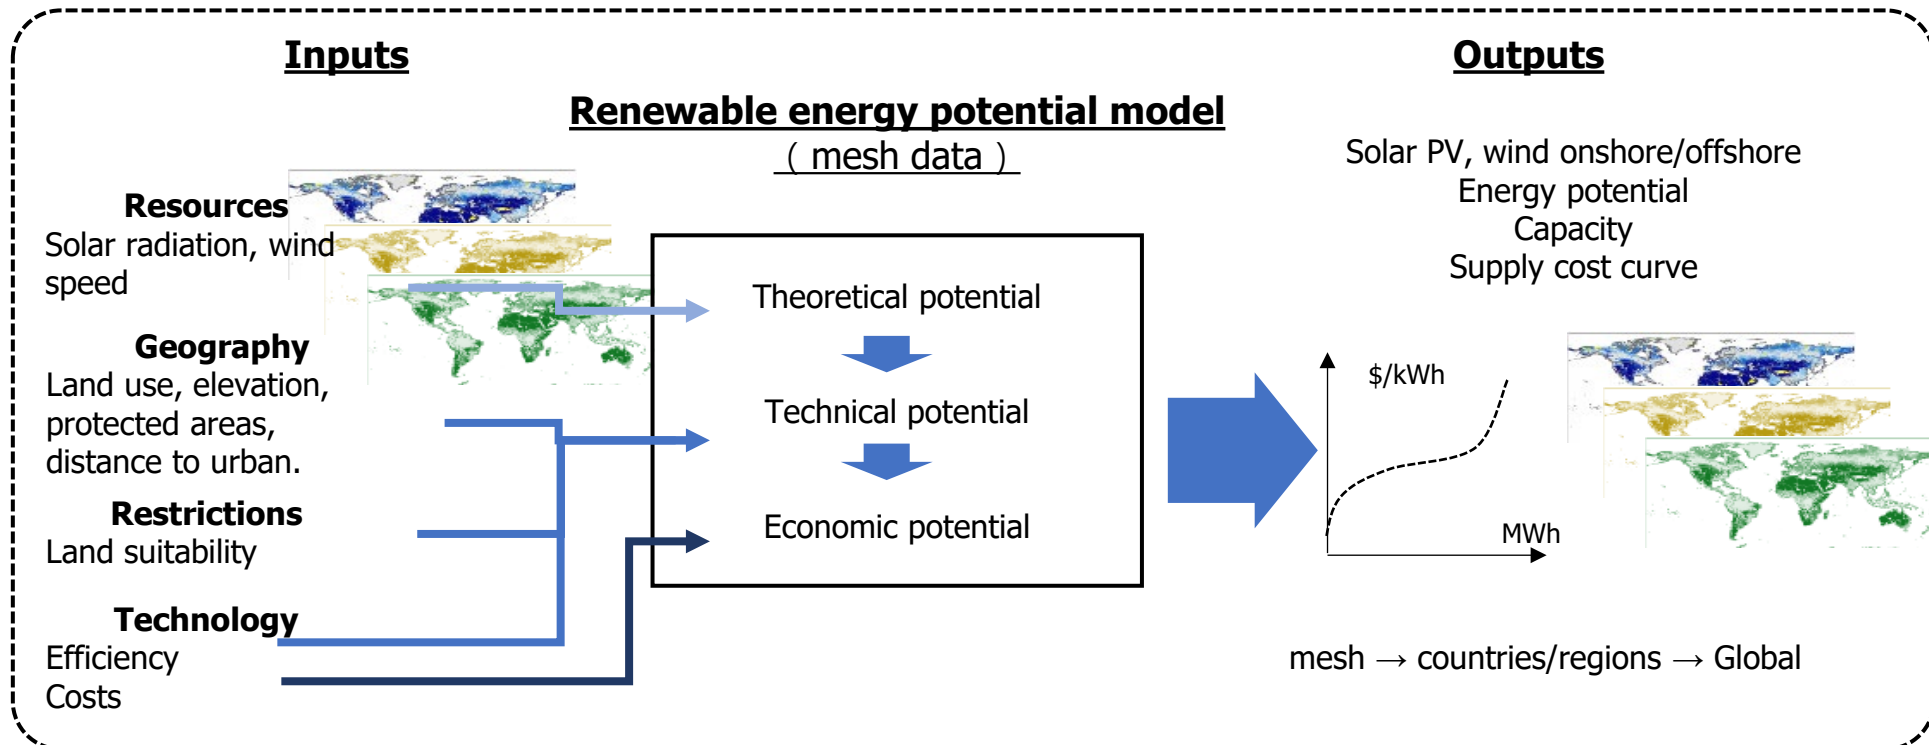 Inputs
Resources
Solar radiation, wind
speed
Geography
Land use, elevation,
protected areas,
distance to urban.
Restrictions
Land suitability
Technology
Efficiency
Costs
Renewable energy potential model
( mesh data )
Theoretical potential
Technical potential
Economic potential
Outputs
Solar PV, wind onshore/offshore
Energy potential
Capacity
Supply cost curve
$/kWh
MWh
mesh → countries/regions → Global